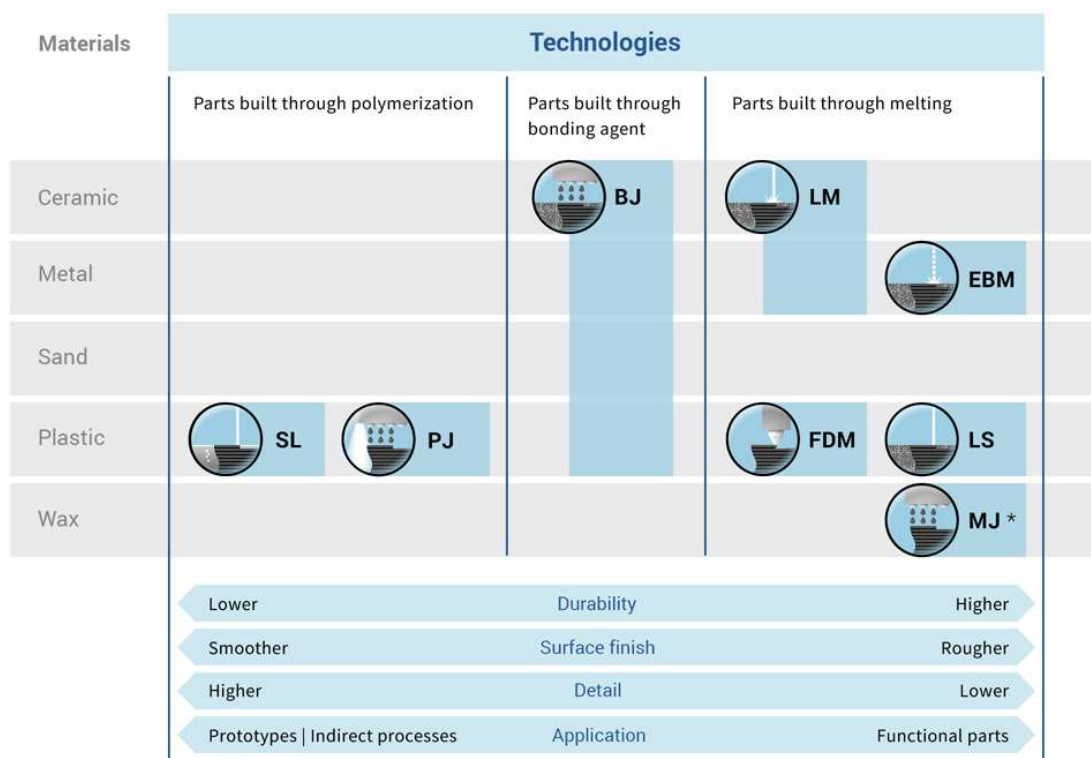 Materials
Technologies
Parts built through polymerization
Parts built through
bonding agent
Parts built through melting
Ceramic
BJ
LM
Metal
EBM
Sand
Plastic
SL
PJ
FDM
LS
Wax
MJ *
Lower Durability Higher
Smoother Surface finish Rougher
Higher Detail Lower
Prototypes | Indirect processes Application Functional parts